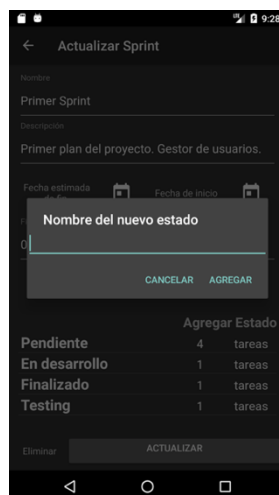 9:28
Actualizar Sprint
Nombre
Primer Sprint
Descripción
Primer plan del proyecto. Gestor de usuarios.
Fecha estimada
Fecha de inicio
Nombre del nuevo estado
0
CANCELAR AGREGAR
Agregar Estado
Pendiente 4 tareas
En desarrollo 1 tareas
Finalizado 1 tareas
Testing 1 tareas
Eliminar ACTUALIZAR